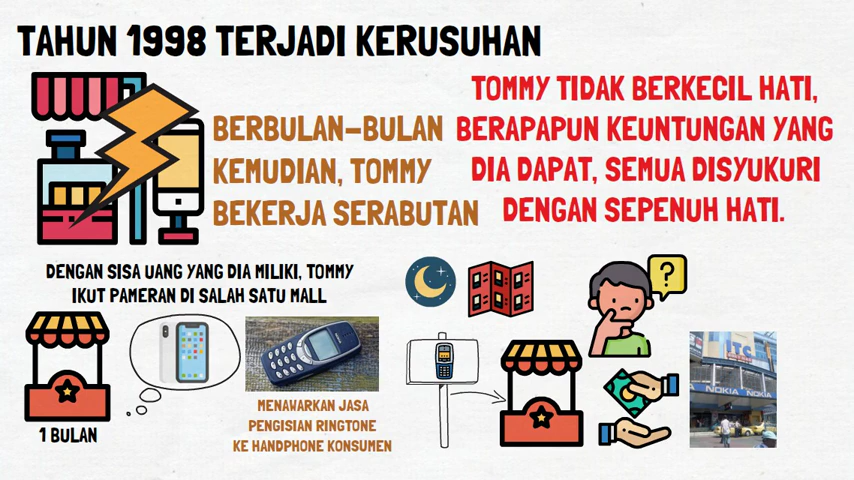 TAHUN 1998 TERJADI KERUSUHAN
BERBULAN-BULAN
KEMUDIAN, TOMMY
BEKERJA SERABUTAN
TOMMY TIDAK BERKECIL HATI,
BERAPAPUN KEUNTUNGAN YANG
DIA DAPAT, SEMUA DISYUKURI
DENGAN SEPENUH HATI.
DENGAN SISA UANG YANG DIA MILIKI, TOMMY
IKUT PAMERAN DI SALAH SATU MALL
1 BULAN
MENAWARKAN JASA
PENGISIAN RINGTONE
KE HANDPHONE KONSUMEN
?
ITC
NOKIA NOKIA